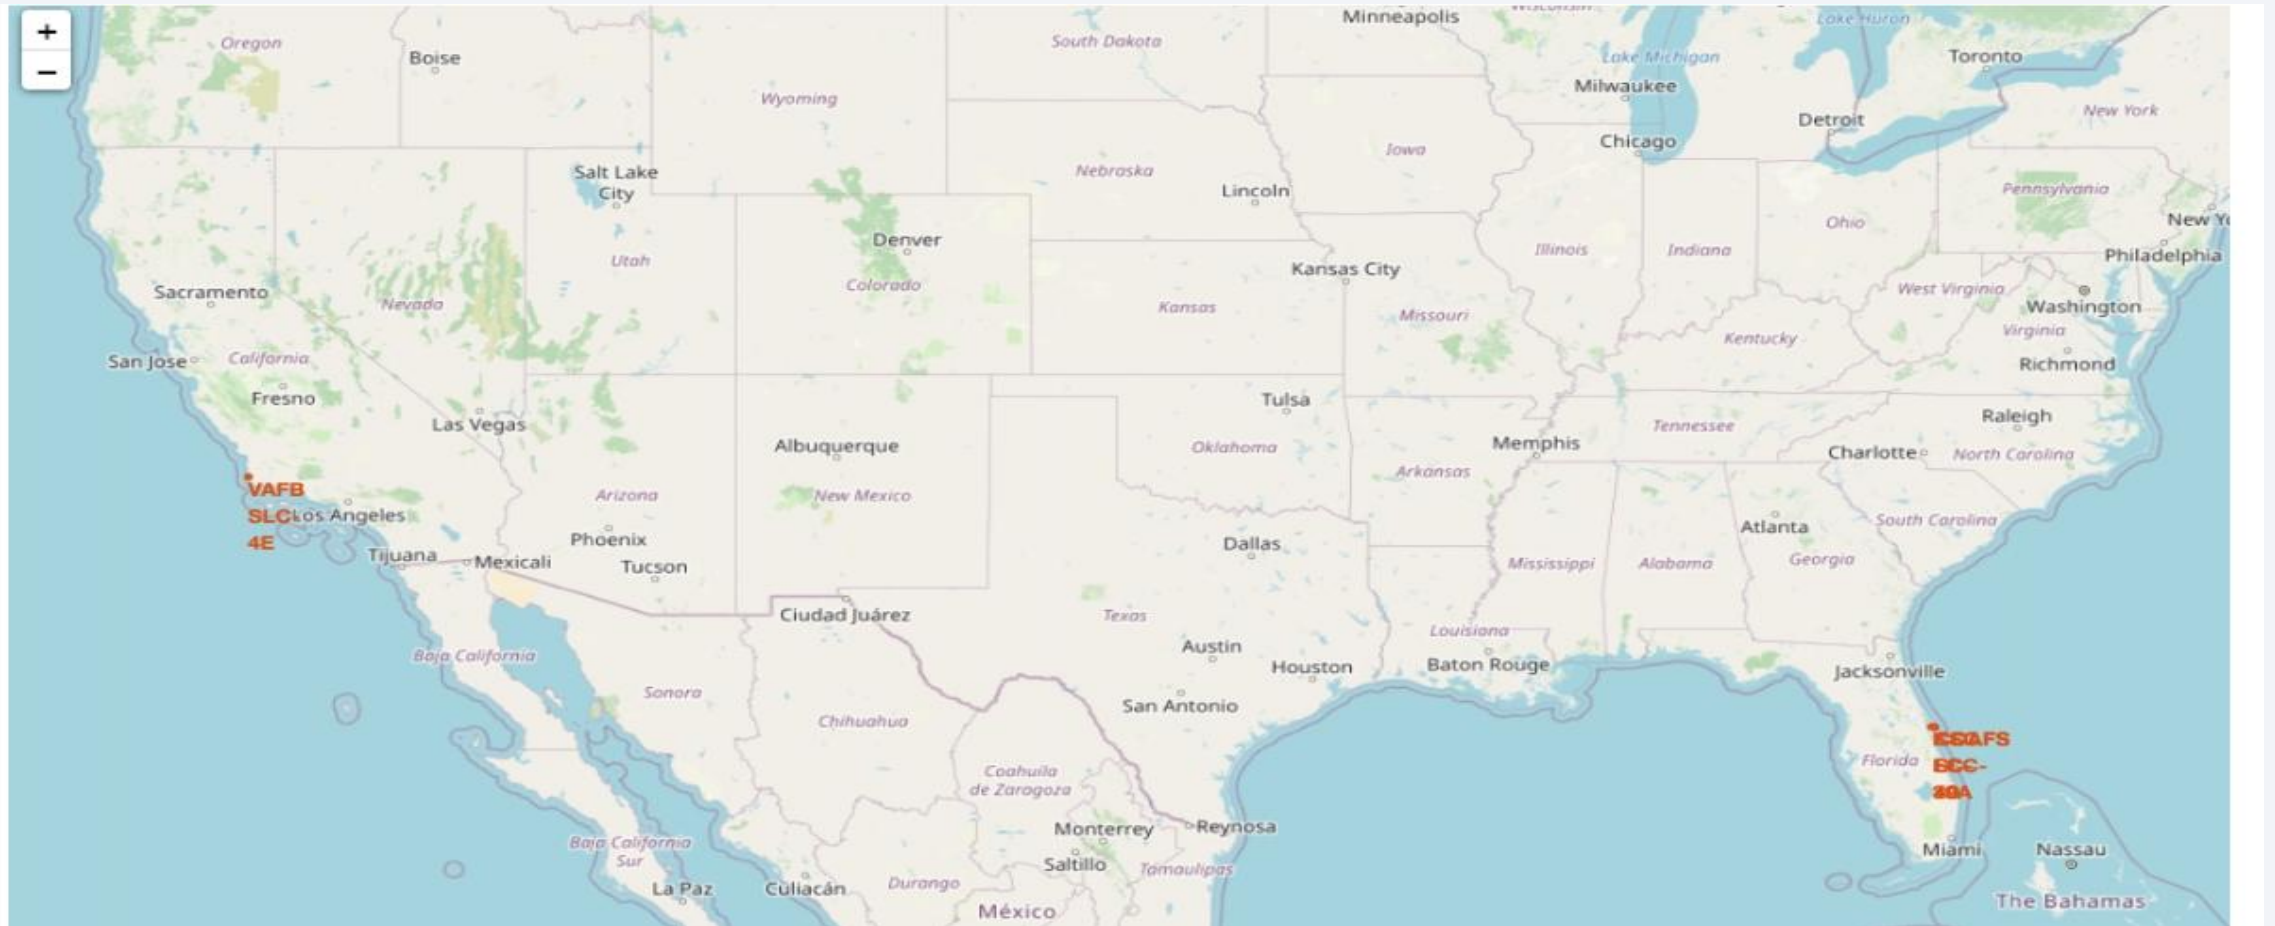 +
−
Oregon
Boise
Wyoming
South Dakota
Minneapolis
Wisconsin
Lake Michigan
Milwaukee
Lake Huron
Toronto
Detroit
Chicago
New York
Salt Lake
City
Nebraska
Lincoln
Iowa
Pennsylvania
Denver
Utah
Colorado
Illinois
Indiana
Ohio
Philadelphia
Sacramento
Nevada
Kansas
Kansas City
Missouri
West Virginia
Washington
Virginia
Kentucky
Richmond
San Jose
California
Fresno
Las Vegas
Albuquerque
New Mexico
Tulsa
Oklahoma
Memphis
Arkansas
Tennessee
Charlotte
Raleigh
North Carolina
VAFB
SLC
4E
Los Angeles
Arizona
Phoenix
Tucson
Tijuana
Mexicali
Dallas
Atlanta
South Carolina
Mississippi
Alabama
Georgia
Ciudad Juárez
Texas
Austin
Houston
San Antonio
Louisiana
Baton Rouge
Jacksonville
Baja California
Sonora
Chihuahua
Coahuila
de Zaragoza
Florida
Monterrey
Reynosa
Saltillo
Tamaulipas
Miami
Nassau
The Bahamas
Baja California
Sur
La Paz
Culiacán
Durango
México